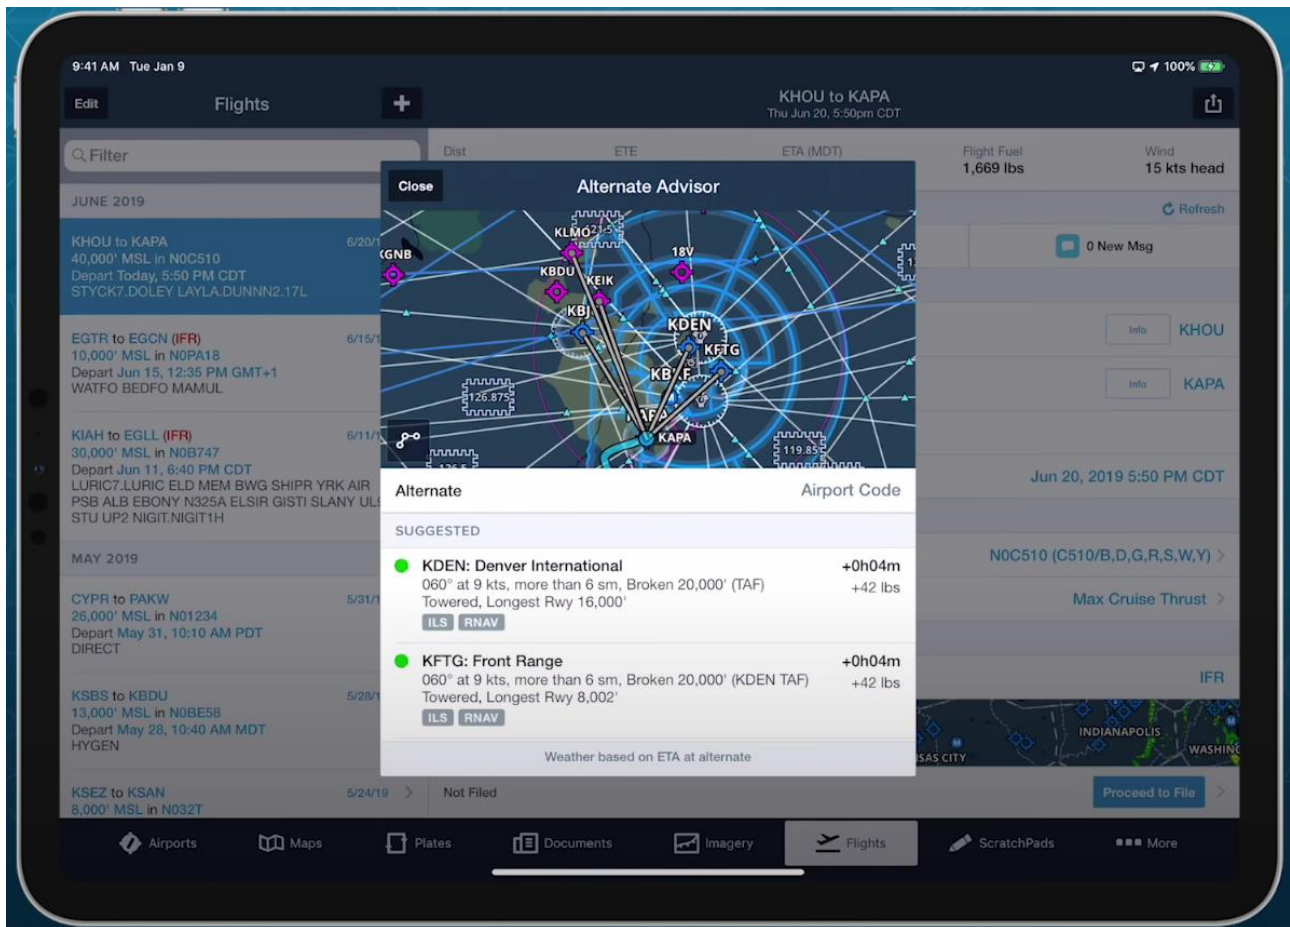 9:41 AM Tue Jan 9
100%
Edit
Flights
KHOU to KAPA
Thu Jun 20, 5:50pm CDT
Filter
Dist
ETE
ETA (MDT)
Flight Fuel
1,669 lbs
Wind
15 kts head
JUNE 2019
Refresh
KHOU to KAPA
40,000' MSL in N0C510
Depart Today, 5:50 PM CDT
STYCK7.DOLEY LAYLA.DUNNN2.17L
0 New Msg
EGTR to EGCN (IFR)
10,000' MSL in N0PA18
Depart Jun 15, 12:35 PM GMT+1
WATFO BEDFO MAMUL
Info KHOU
Info KAPA
KIAH to EGLL (IFR)
30,000' MSL in N0B747
Depart Jun 11, 6:40 PM CDT
LURIC7.LURIC ELD MEM BWG SHIPR YRK AIR
PSB ALB EBONY N325A ELSIR GISTI SLANY
STU UP2 NIGIT.NIGIT1H
Jun 20, 2019 5:50 PM CDT
MAY 2019
N0C510 (C510/B,D,G,R,S,W,Y)
CYPR to PAKW
26,000' MSL in N01234
Depart May 31, 10:10 AM PDT
DIRECT
Max Cruise Thrust
KSBS to KBDU
13,000' MSL in N0BE58
Depart May 28, 10:40 AM MDT
HYGEN
IFR
INDIANAPOLIS
KSEZ to KSAN 5/24/19
8,000' MSL in N032T
Not Filed
Proceed to File
Close
Alternate Advisor
KLMO
18V
KGNB
KBDU
KEIK
KDEN
KFTG
126.875
KAPA
119.85
Alternate
Airport Code
SUGGESTED
KDEN: Denver International +0h04m
060° at 9 kts, more than 6 sm, Broken 20,000' (TAF) +42 lbs
Towered, Longest Rwy 16,000'
ILS RNAV
KFTG: Front Range +0h04m
060° at 9 kts, more than 6 sm, Broken 20,000' (KDEN TAF) +42 lbs
Towered, Longest Rwy 8,002'
ILS RNAV
Weather based on ETA at alternate
Airports
Maps
Plates
Documents
Imagery
Flights
ScratchPads
More